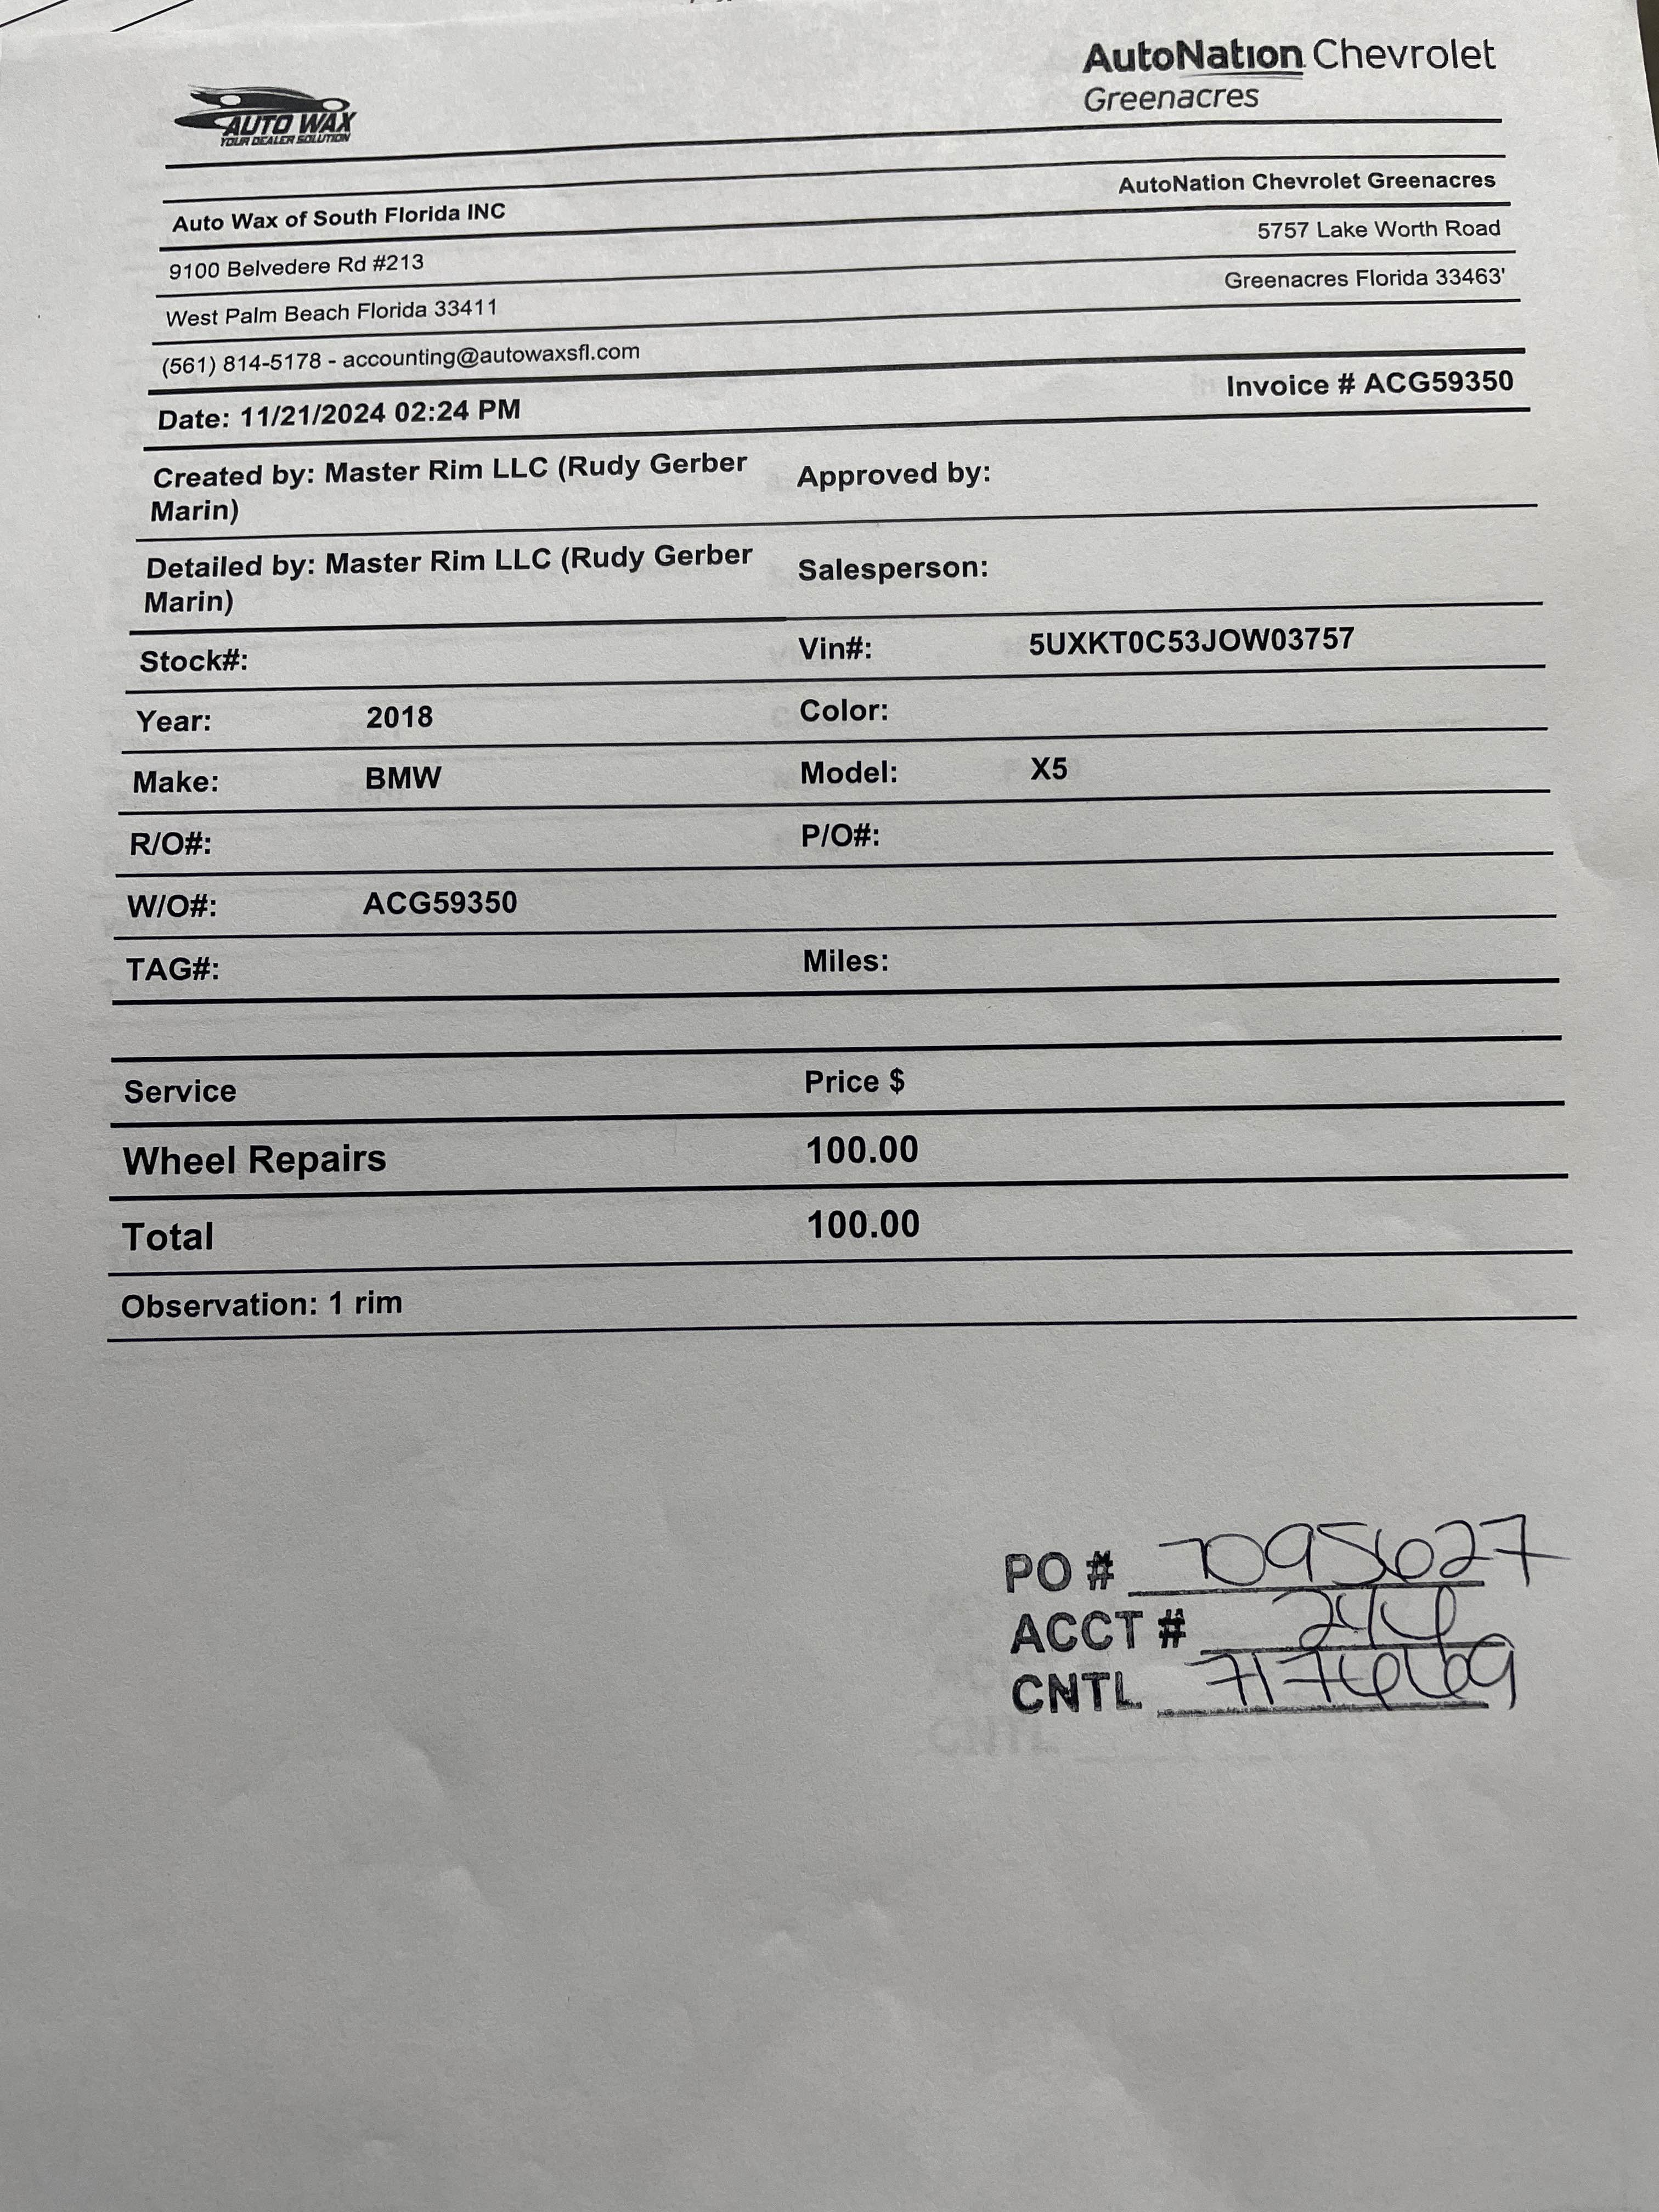 AUTO WAX
YOUR DEALER SOLUTION
AutoNation Chevrolet
Greenacres
Auto Wax of South Florida INC
AutoNation Chevrolet Greenacres
9100 Belvedere Rd #213
5757 Lake Worth Road
West Palm Beach Florida 33411
Greenacres Florida 33463'
(561) 814-5178 - accounting@autowaxsfl.com
Date: 11/21/2024 02:24 PM
Invoice # ACG59350
Created by: Master Rim LLC (Rudy Gerber
Marin)
Approved by:
Detailed by: Master Rim LLC (Rudy Gerber
Marin)
Salesperson:
Stock#:
Vin#: 5UXKT0C53JOW03757
Year: 2018
Color:
Make: BMW
Model: X5
R/O#:
P/O#:
W/O#: ACG59350
TAG#:
Miles:
Service Price $
Wheel Repairs 100.00
Total 100.00
Observation: 1 rim
PO # 7095627
ACCT #
CNTL